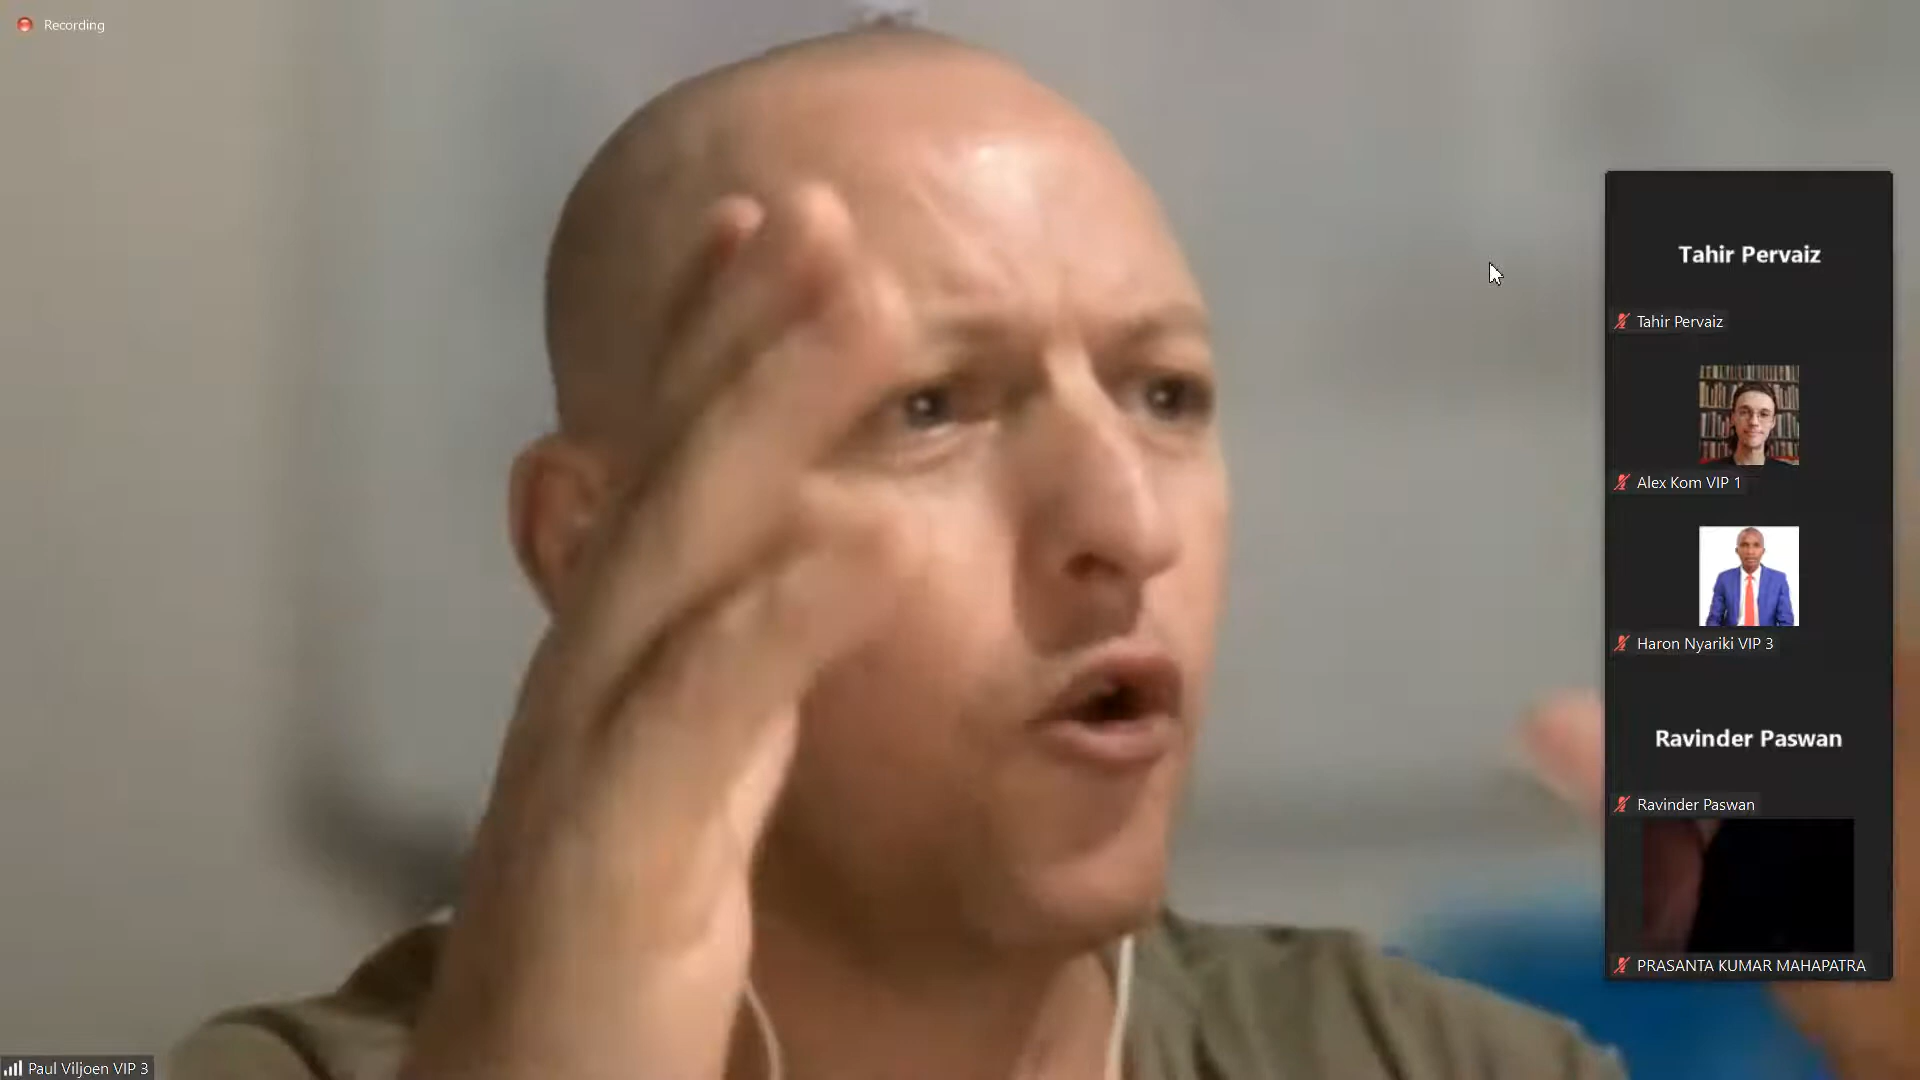 Recording
Tahir Pervaiz
Tahir Pervaiz
Alex Kom VIP 1
Haron Nyariki VIP 3
Ravinder Paswan
Ravinder Paswan
PRASANTA KUMAR MAHAPATRA
Paul Viljoen VIP 3